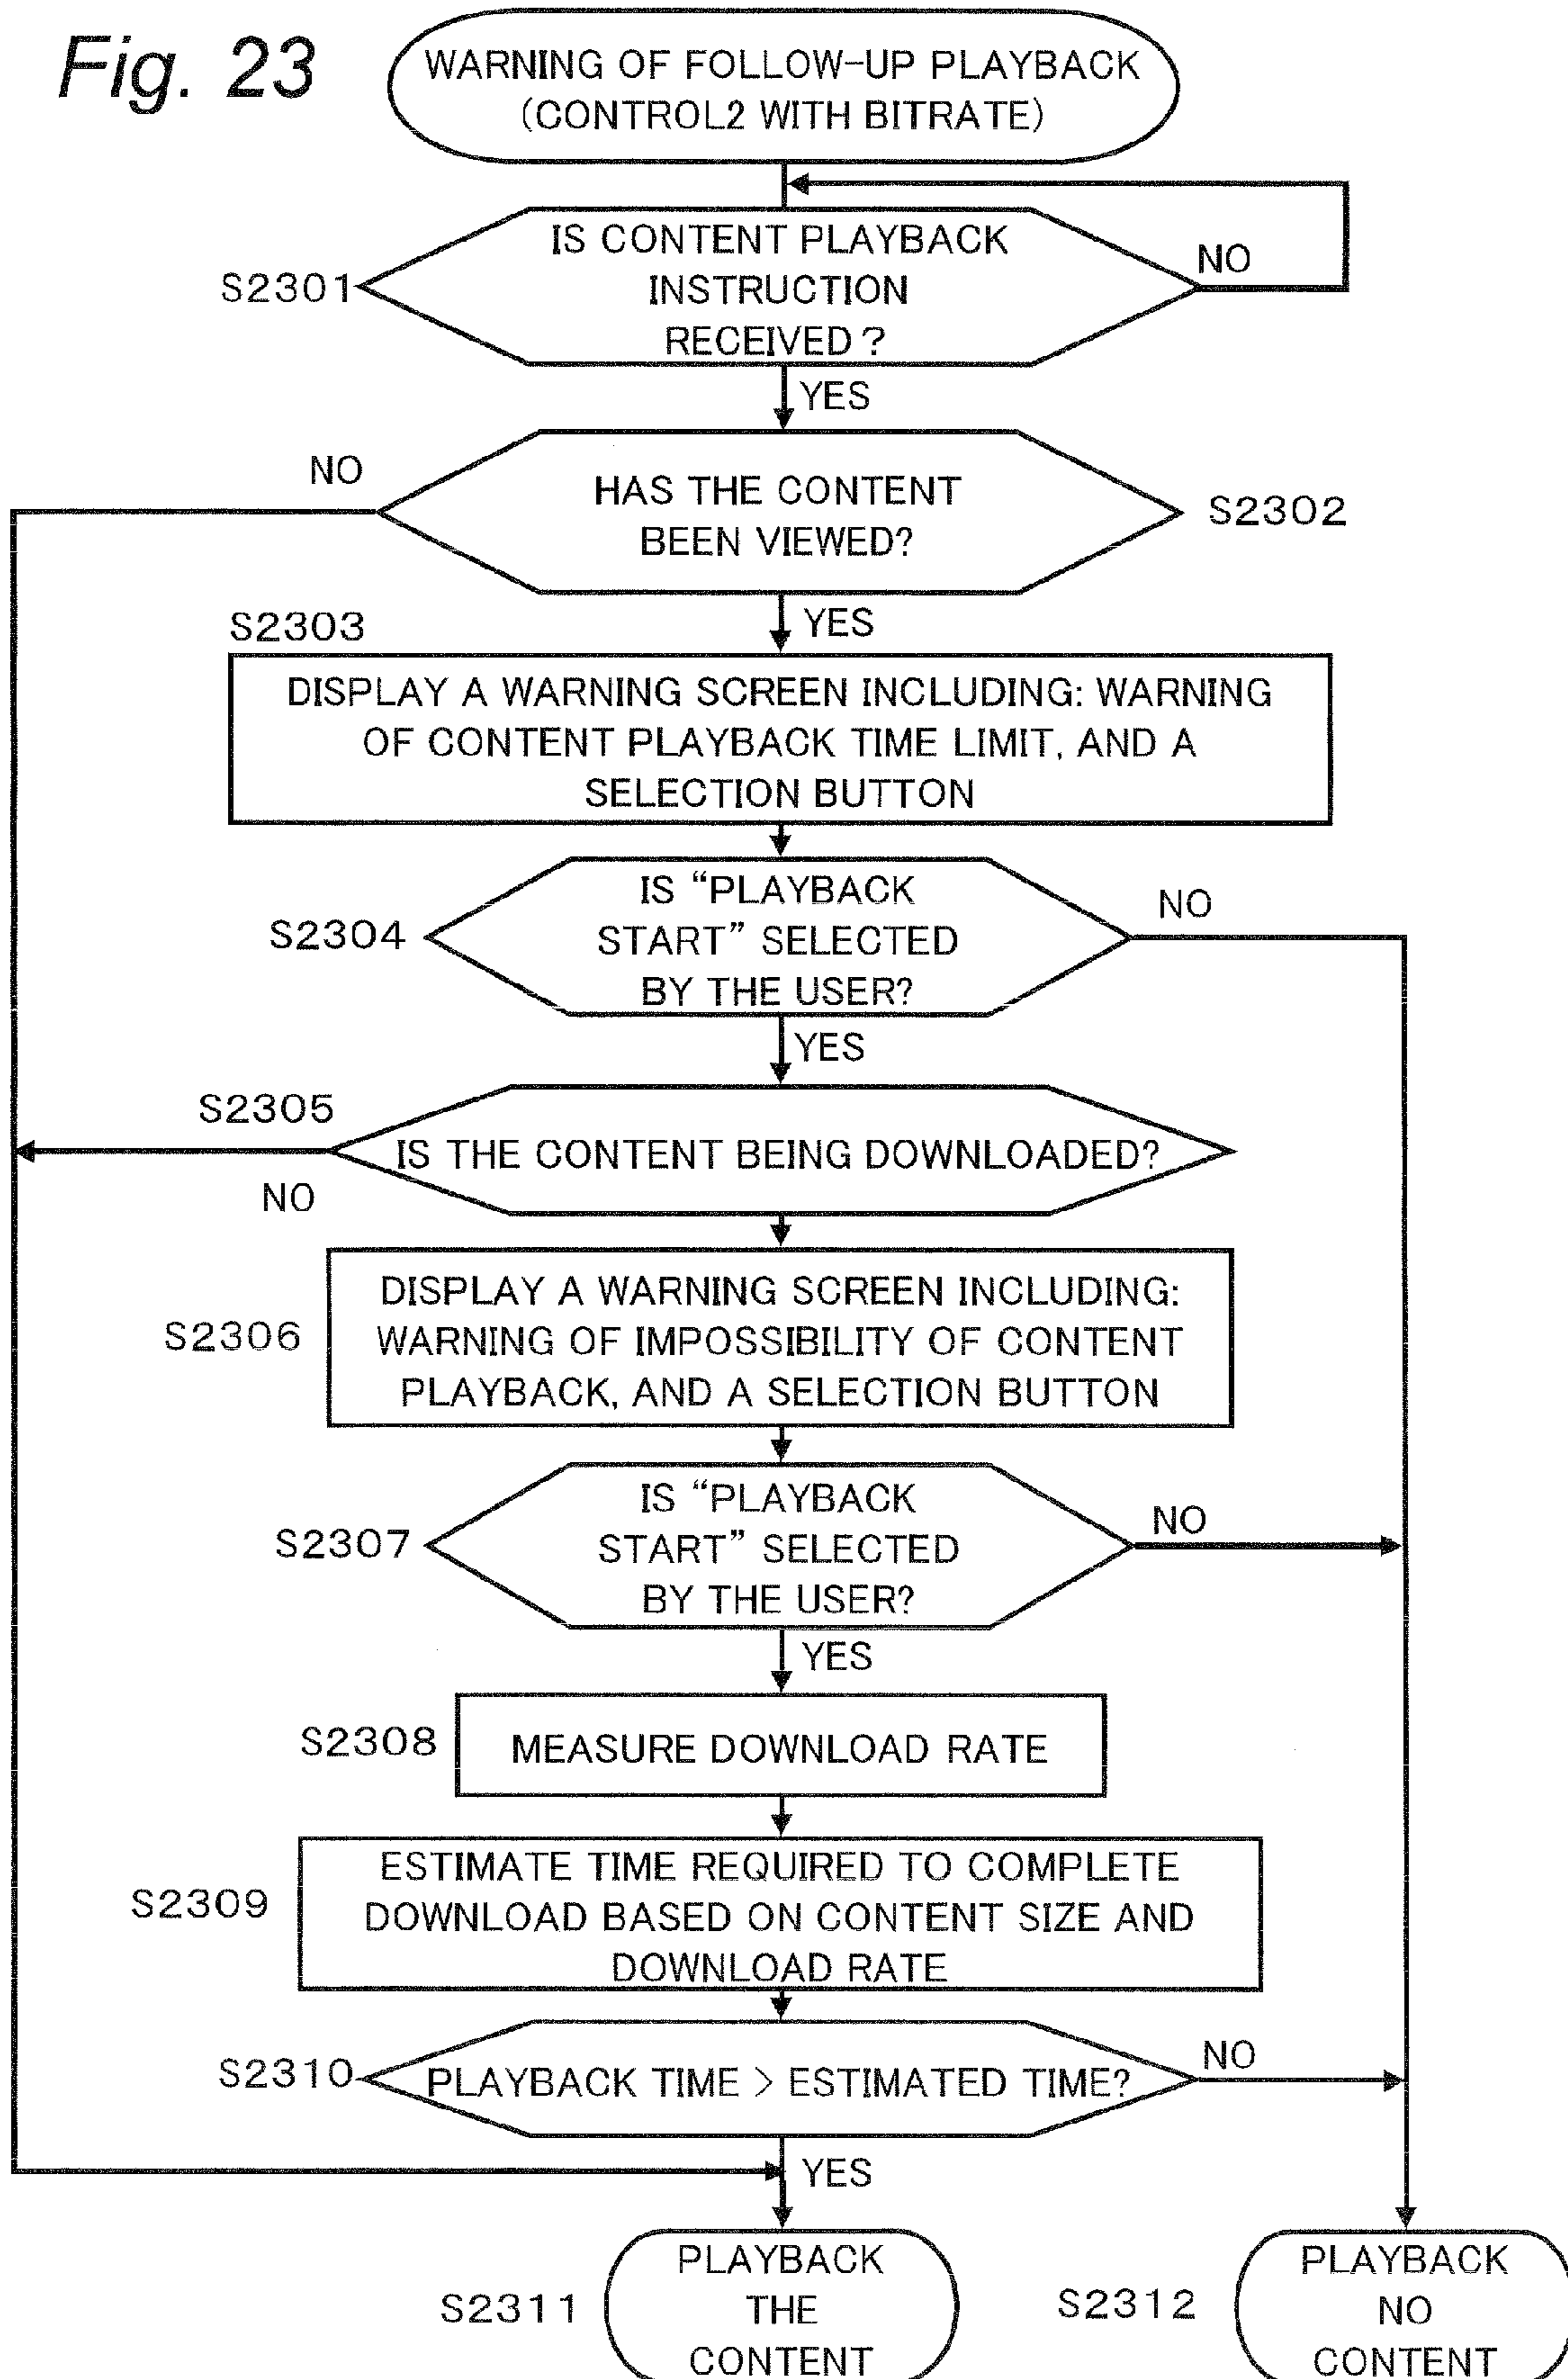 Fig. 23
WARNING OF FOLLOW-UP PLAYBACK
(CONTROL2 WITH BITRATE)
IS CONTENT PLAYBACK
INSTRUCTION
RECEIVED?
S2301
NO
YES
NO
HAS THE CONTENT
BEEN VIEWED?
S2302
YES
S2303
DISPLAY A WARNING SCREEN INCLUDING: WARNING
OF CONTENT PLAYBACK TIME LIMIT, AND A
SELECTION BUTTON
IS “PLAYBACK
START” SELECTED
BY THE USER?
S2304
NO
YES
S2305
IS THE CONTENT BEING DOWNLOADED?
NO
DISPLAY A WARNING SCREEN INCLUDING:
WARNING OF IMPOSSIBILITY OF CONTENT
PLAYBACK, AND A SELECTION BUTTON
S2306
IS “PLAYBACK
START” SELECTED
BY THE USER?
S2307
NO
YES
S2308
MEASURE DOWNLOAD RATE
S2309
ESTIMATE TIME REQUIRED TO COMPLETE
DOWNLOAD BASED ON CONTENT SIZE AND
DOWNLOAD RATE
S2310
PLAYBACK TIME > ESTIMATED TIME?
NO
YES
S2311
PLAYBACK
THE
CONTENT
S2312
PLAYBACK
NO
CONTENT